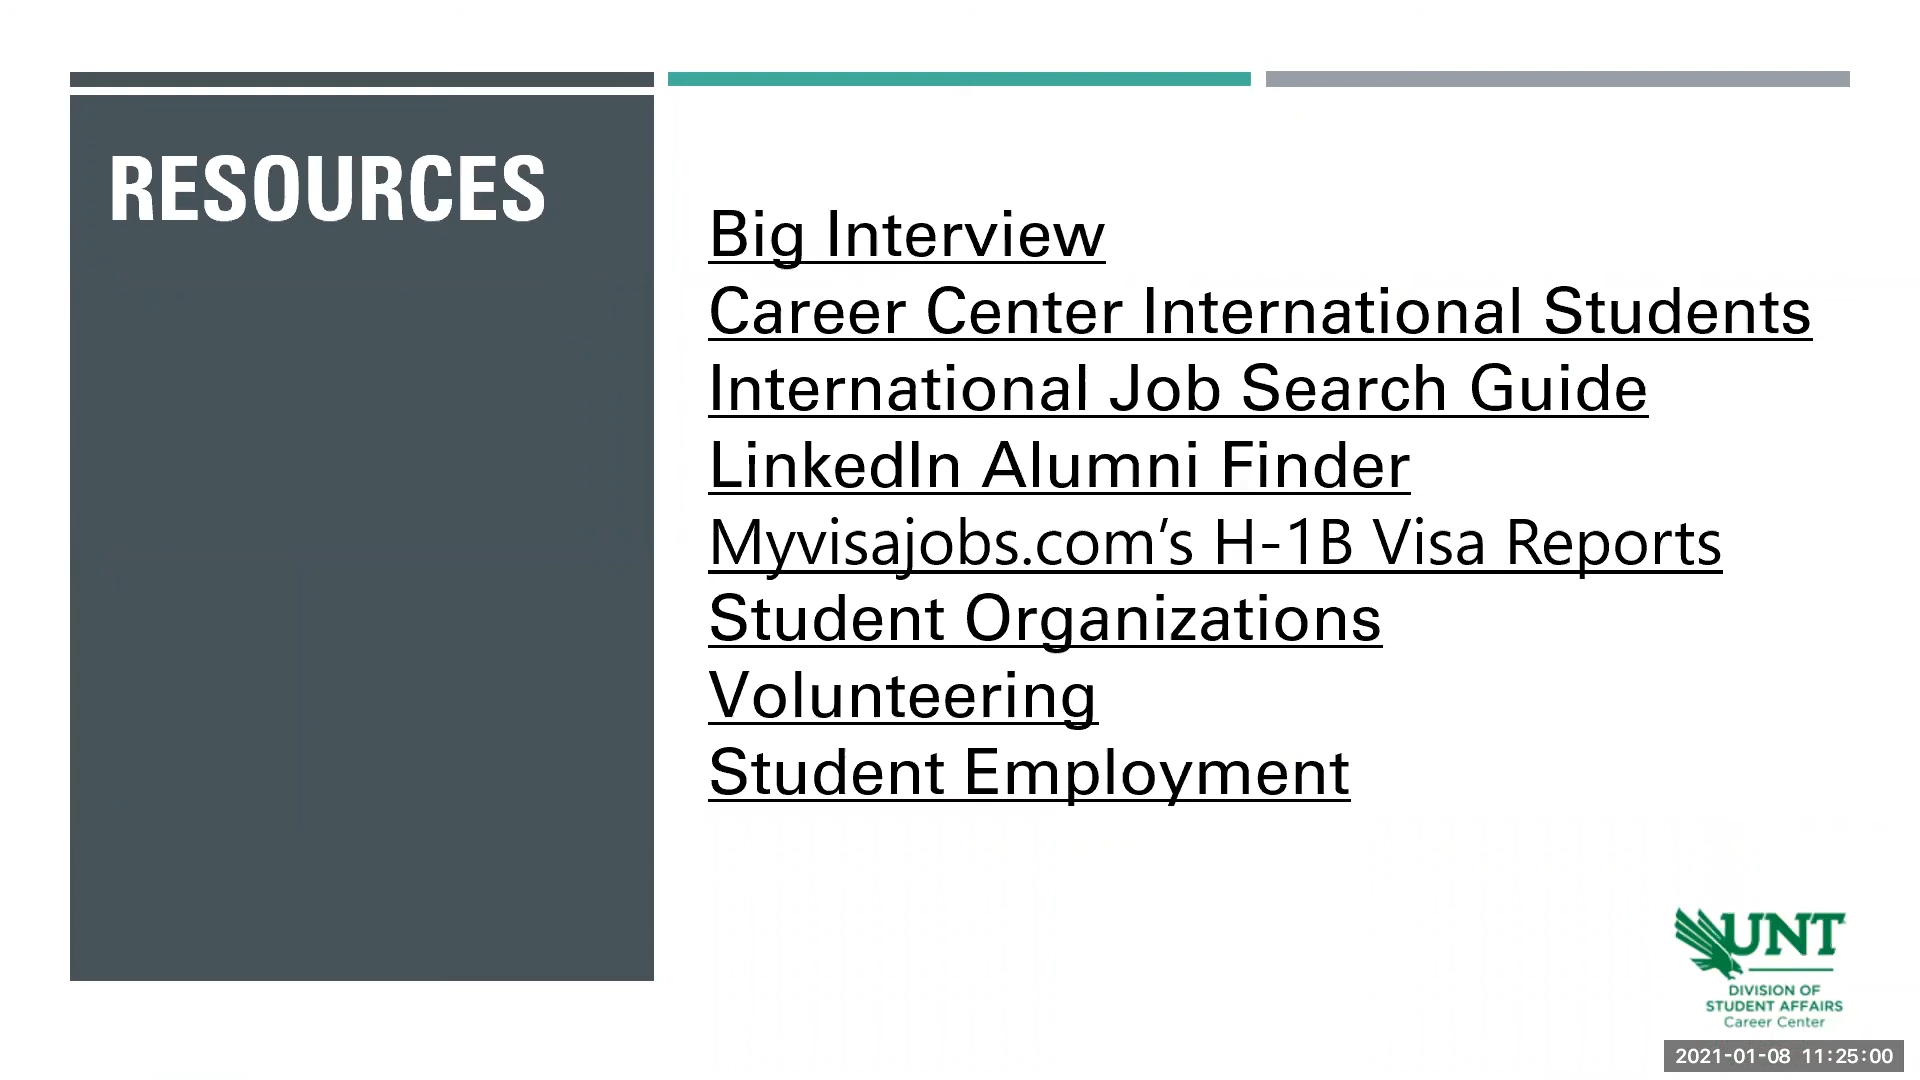 RESOURCES
Big Interview
Career Center International Students
International Job Search Guide
LinkedIn Alumni Finder
Myvisajobs.com’s H-1B Visa Reports
Student Organizations
Volunteering
Student Employment
UNT
DIVISION OF
STUDENT AFFAIRS
Career Center
2021-01-08 11:25:00